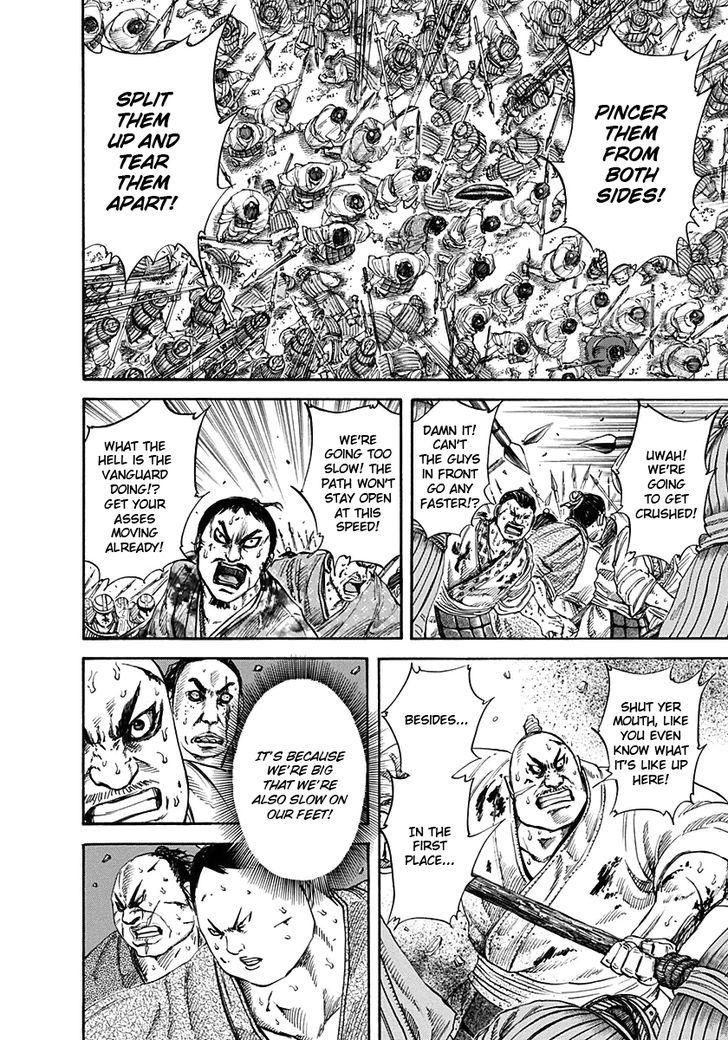 PINCER
THEM
FROM
BOTH
SIDES!
SPLIT
THEM
UP AND
TEAR
THEM
APART!
UWAH!
WE'RE
GOING
TO GET
CRUSHED!
DAMN IT!
CAN'T
THE GUYS
IN FRONT
GO ANY
FASTER!?
WE'RE
GOING TOO
SLOW! THE
PATH WON'T
STAY OPEN
AT THIS
SPEED!
WHAT THE
HELL IS THE
VANGUARD
DOING!?
GET YOUR
ASSES
MOVING
ALREADY!
SHUT YER
MOUTH, LIKE
YOU EVEN
KNOW WHAT
IT'S LIKE UP
HERE!
BESIDES...
IN THE
FIRST
PLACE...
IT'S BECAUSE
WE'RE BIG
THAT WE'RE
ALSO SLOW ON
OUR FEET!